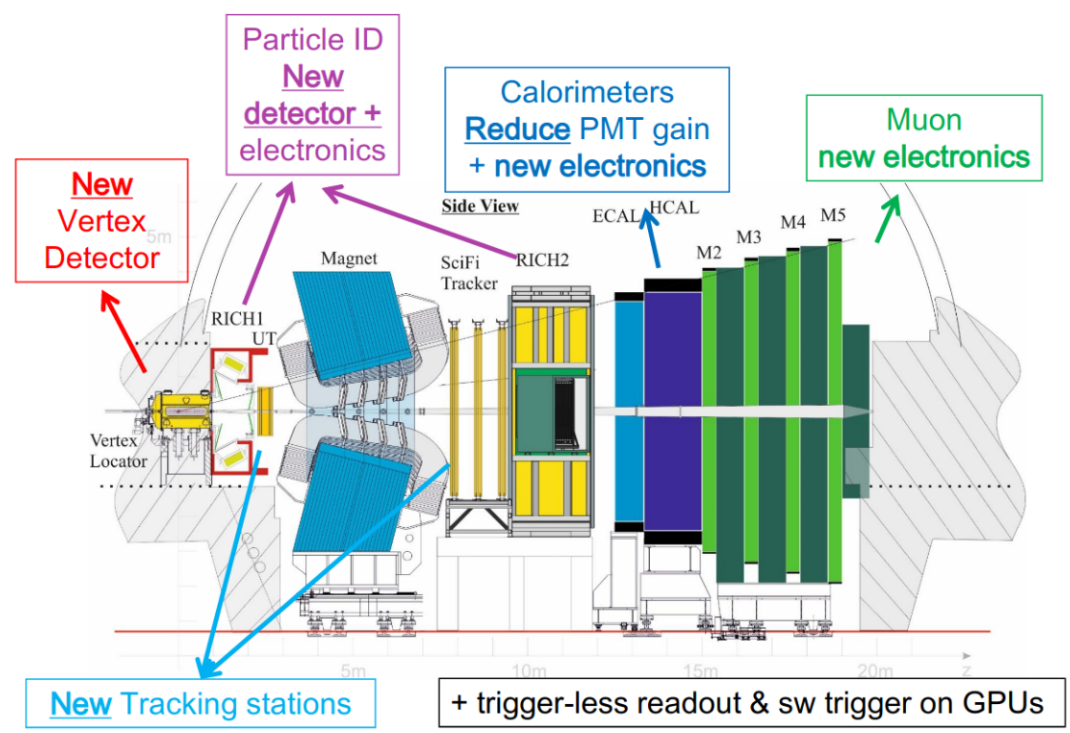 Particle ID
New
detector +
electronics
Calorimeters
Reduce PMT gain
+ new electronics
Muon
new electronics
New
Vertex
Detector
Side View
5m
ECAL
HCAL
M2
M3
M4
M5
Magnet
SciFi
Tracker
RICH2
RICH1
UT
Vertex
Locator
5m
10m
15m
20m
z
New Tracking stations
+ trigger-less readout & sw trigger on GPUs